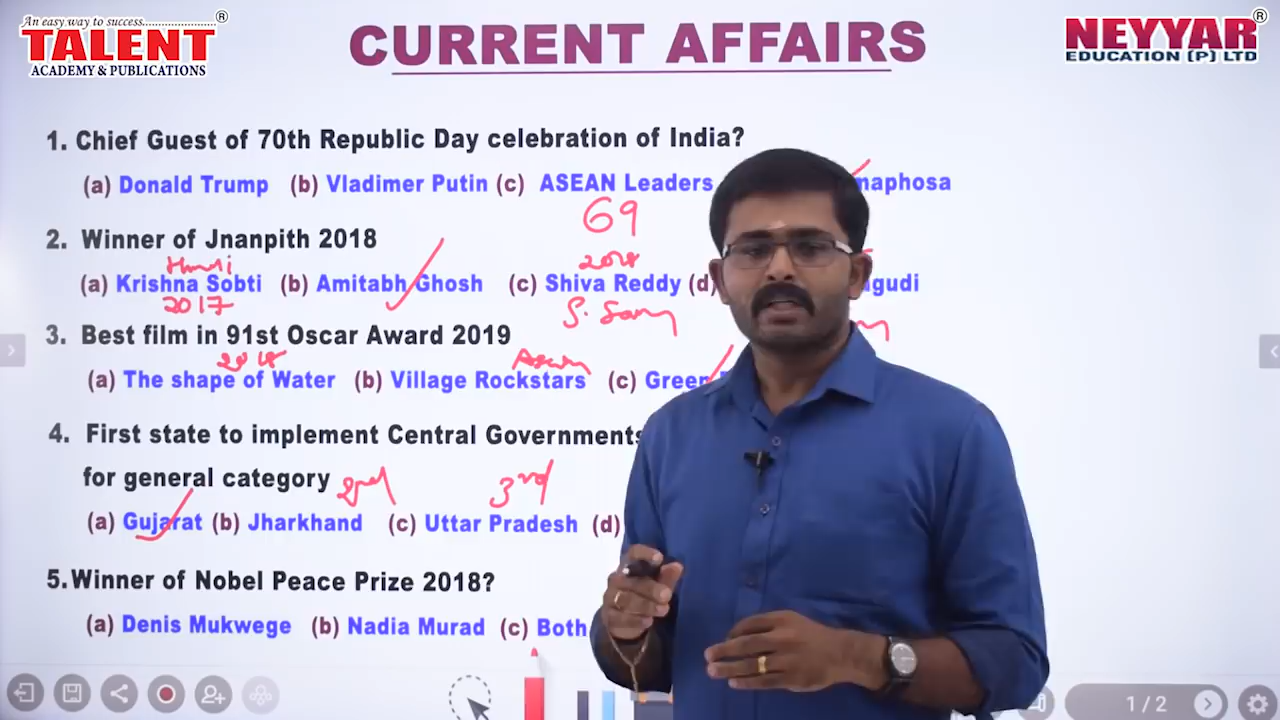 An easy way to success......................
TALENT
ACADEMY & PUBLICATIONS
®
CURRENT AFFAIRS
NEYYAR
EDUCATION (P) LTD
®
1. Chief Guest of 70th Republic Day celebration of India?
(a) Donald Trump (b) Vladimer Putin (c) ASEAN Leaders maphosa
69
2. Winner of Jnanpith 2018
Hindi 2018
(a) Krishna Sobti (b) Amitabh Ghosh (c) Shiva Reddy (d) gudi
2017 S. Sam
3. Best film in 91st Oscar Award 2019
2018 Assam
(a) The shape of Water (b) Village Rockstars (c) Green
4. First state to implement Central Governments
for general category
2nd 3rd
(a) Gujarat (b) Jharkhand (c) Uttar Pradesh (d)
5.Winner of Nobel Peace Prize 2018?
(a) Denis Mukwege (b) Nadia Murad (c) Both
1 / 2